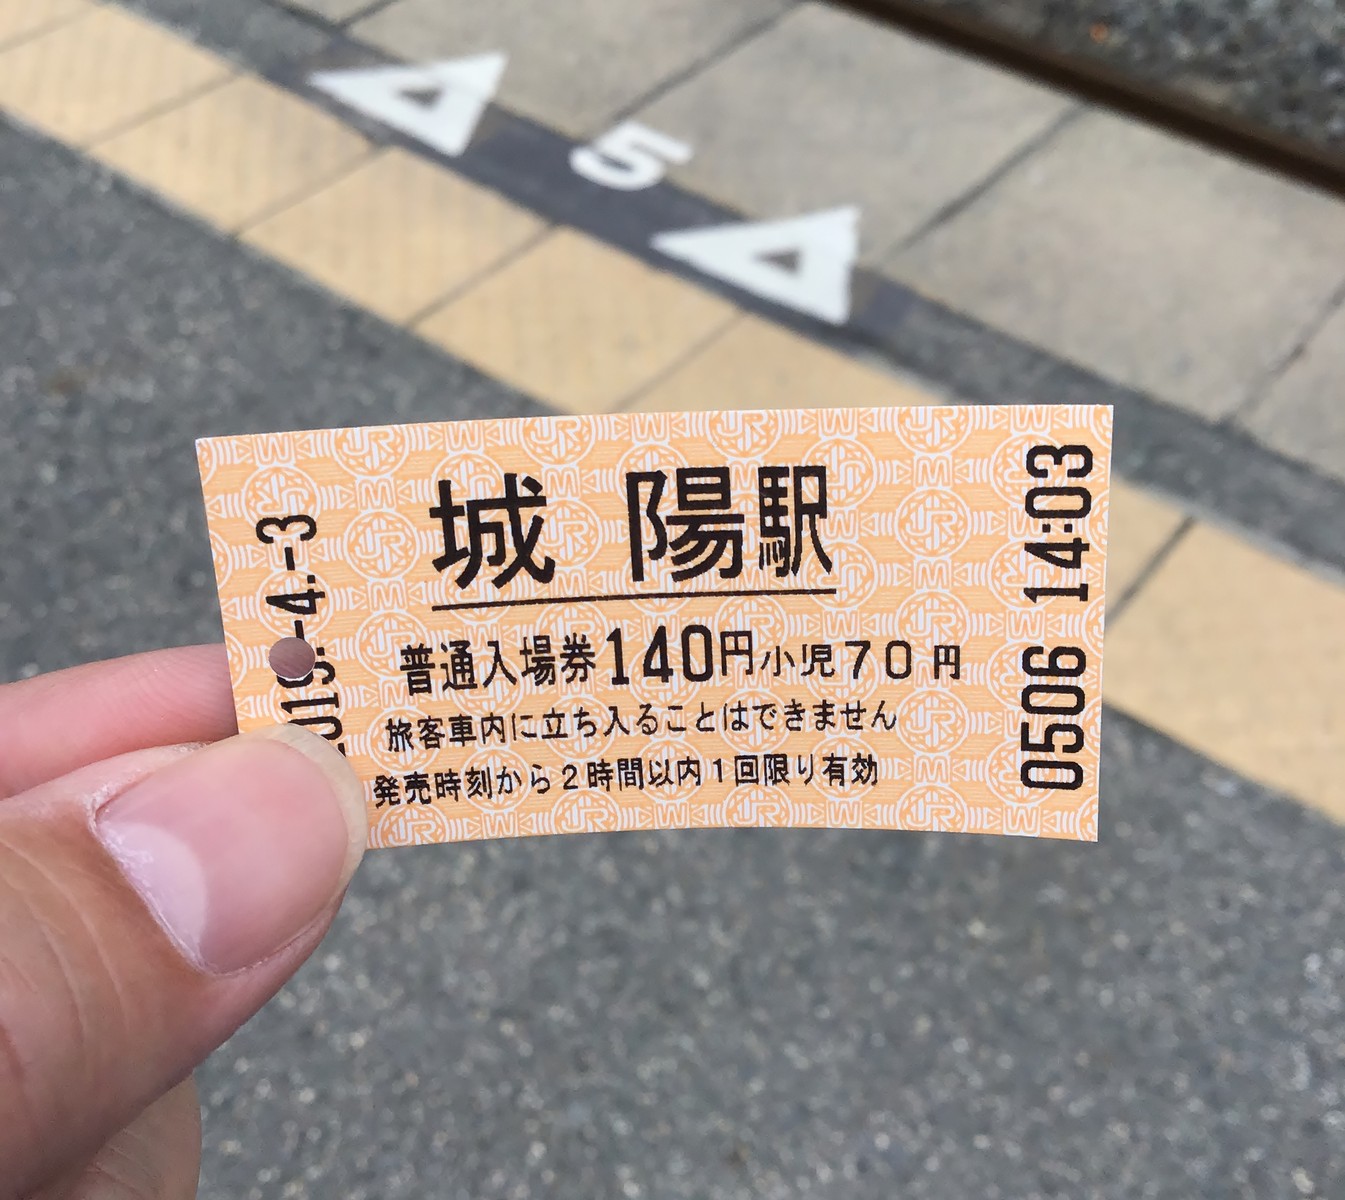 5
城陽駅
普通入場券140円小児70円
旅客車内に立ち入ることはできません
発売時刻から2時間以内1回限り有効
-4.-3
0506 14:03